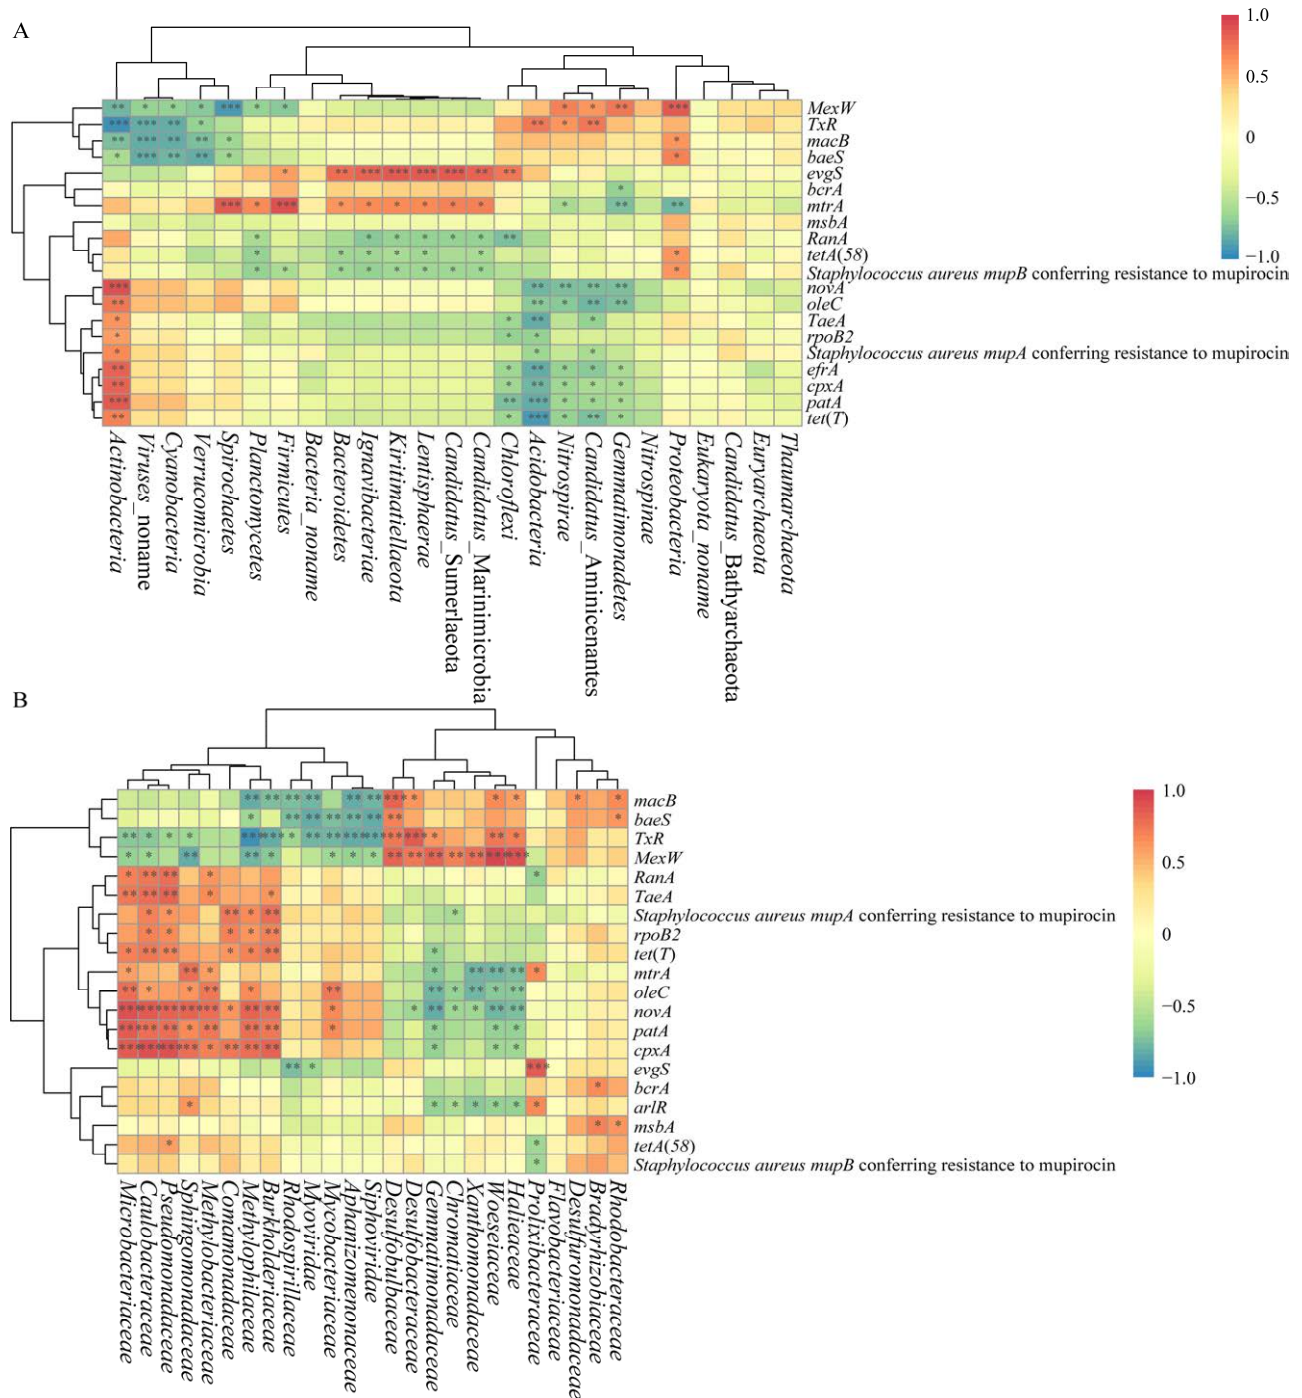 A
1.0
0.5
0
−0.5
−1.0
MexW
TxR
macB
baeS
evgS
bcrA
mtrA
msbA
RanA
tetA(58)
Staphylococcus aureus mupB conferring resistance to mupirocin
novA
oleC
TaeA
rpoB2
Staphylococcus aureus mupA conferring resistance to mupirocin
efrA
cpxA
patA
tet(T)
Actinobacteria
Viruses_noname
Cyanobacteria
Verrucomicrobia
Spirochaetes
Planctomycetes
Firmicutes
Bacteria_noname
Bacteroidetes
Ignavibacteriae
Kiritimatiellaeota
Lentisphaerae
Candidatus_Sumerlaeota
Candidatus_Marinimicrobia
Chloroflexi
Acidobacteria
Nitrospirae
Candidatus_Aminicenantes
Gemmatimonadetes
Nitrospinae
Proteobacteria
Eukaryota_noname
Candidatus_Bathyarchaeota
Euryarchaeota
Thaumarchaeota
B
1.0
0.5
0
−0.5
−1.0
macB
baeS
TxR
MexW
RanA
TaeA
Staphylococcus aureus mupA conferring resistance to mupirocin
rpoB2
tet(T)
mtrA
oleC
novA
patA
cpxA
evgS
bcrA
arlR
msbA
tetA(58)
Staphylococcus aureus mupB conferring resistance to mupirocin
Microbacteriaceae
Caulobacteraceae
Pseudomonadaceae
Sphingomonadaceae
Methylobacteriaceae
Comamonadaceae
Methylophilaceae
Burkholderiaceae
Rhodospirillaceae
Myoviridae
Mycobacteriaceae
Aphanizomenonaceae
Siphoviridae
Desulfobulbaceae
Desulfobacteraceae
Gemmatimonadaceae
Chromatiaceae
Xanthomonadaceae
Woeseiaceae
Halieaceae
Prolixibacteraceae
Flavobacteriaceae
Desulfuromonadaceae
Bradyrhizobiaceae
Rhodobacteraceae